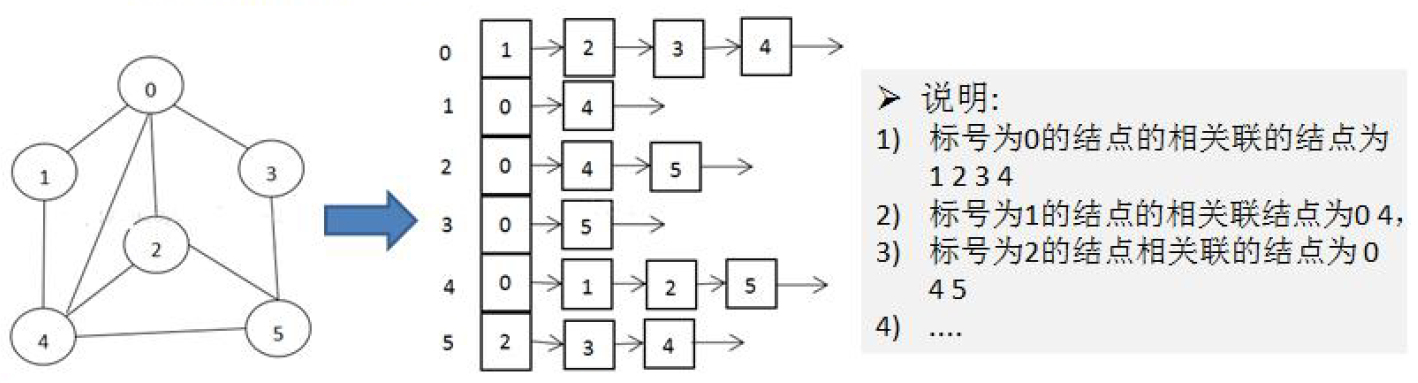 0
1
3
2
4
5
0 1 2 3 4
1 0 4
2 0 4 5
3 0 5
4 0 1 2 5
5 2 3 4
➤ 说明:
1) 标号为0的结点的相关联的结点为
1 2 3 4
2) 标号为1的结点的相关联结点为0 4，
3) 标号为2的结点相关联的结点为 0
4 5
4) ....